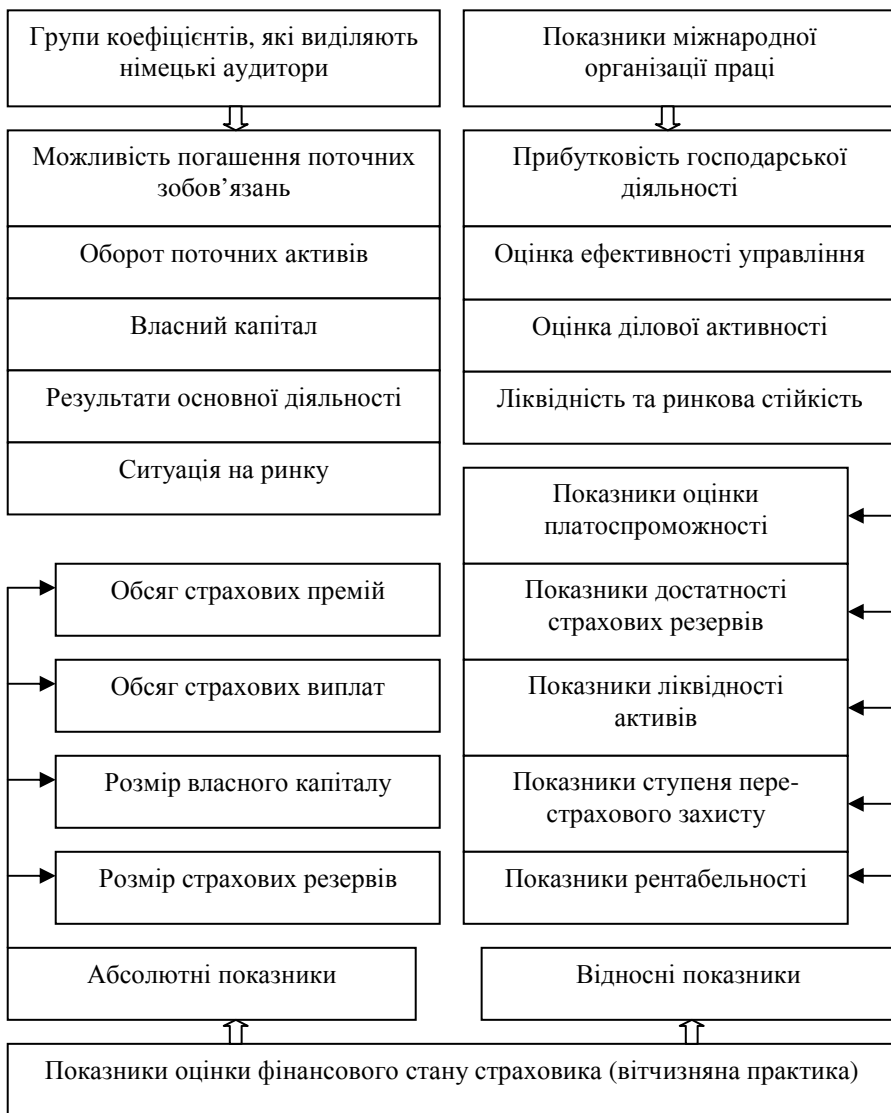 Групи коефіцієнтів, які виділяють
німецькі аудитори
Показники міжнародної
організації праці
Можливість погашення поточних
зобов’язань
Оборот поточних активів
Власний капітал
Результати основної діяльності
Ситуація на ринку
Прибутковість господарської
діяльності
Оцінка ефективності управління
Оцінка ділової активності
Ліквідність та ринкова стійкість
Обсяг страхових премій
Обсяг страхових виплат
Розмір власного капіталу
Розмір страхових резервів
Показники оцінки
платоспроможності
Показники достатності
страхових резервів
Показники ліквідності
активів
Показники ступеня пере-
страхового захисту
Показники рентабельності
Абсолютні показники
Відносні показники
Показники оцінки фінансового стану страховика (вітчизняна практика)